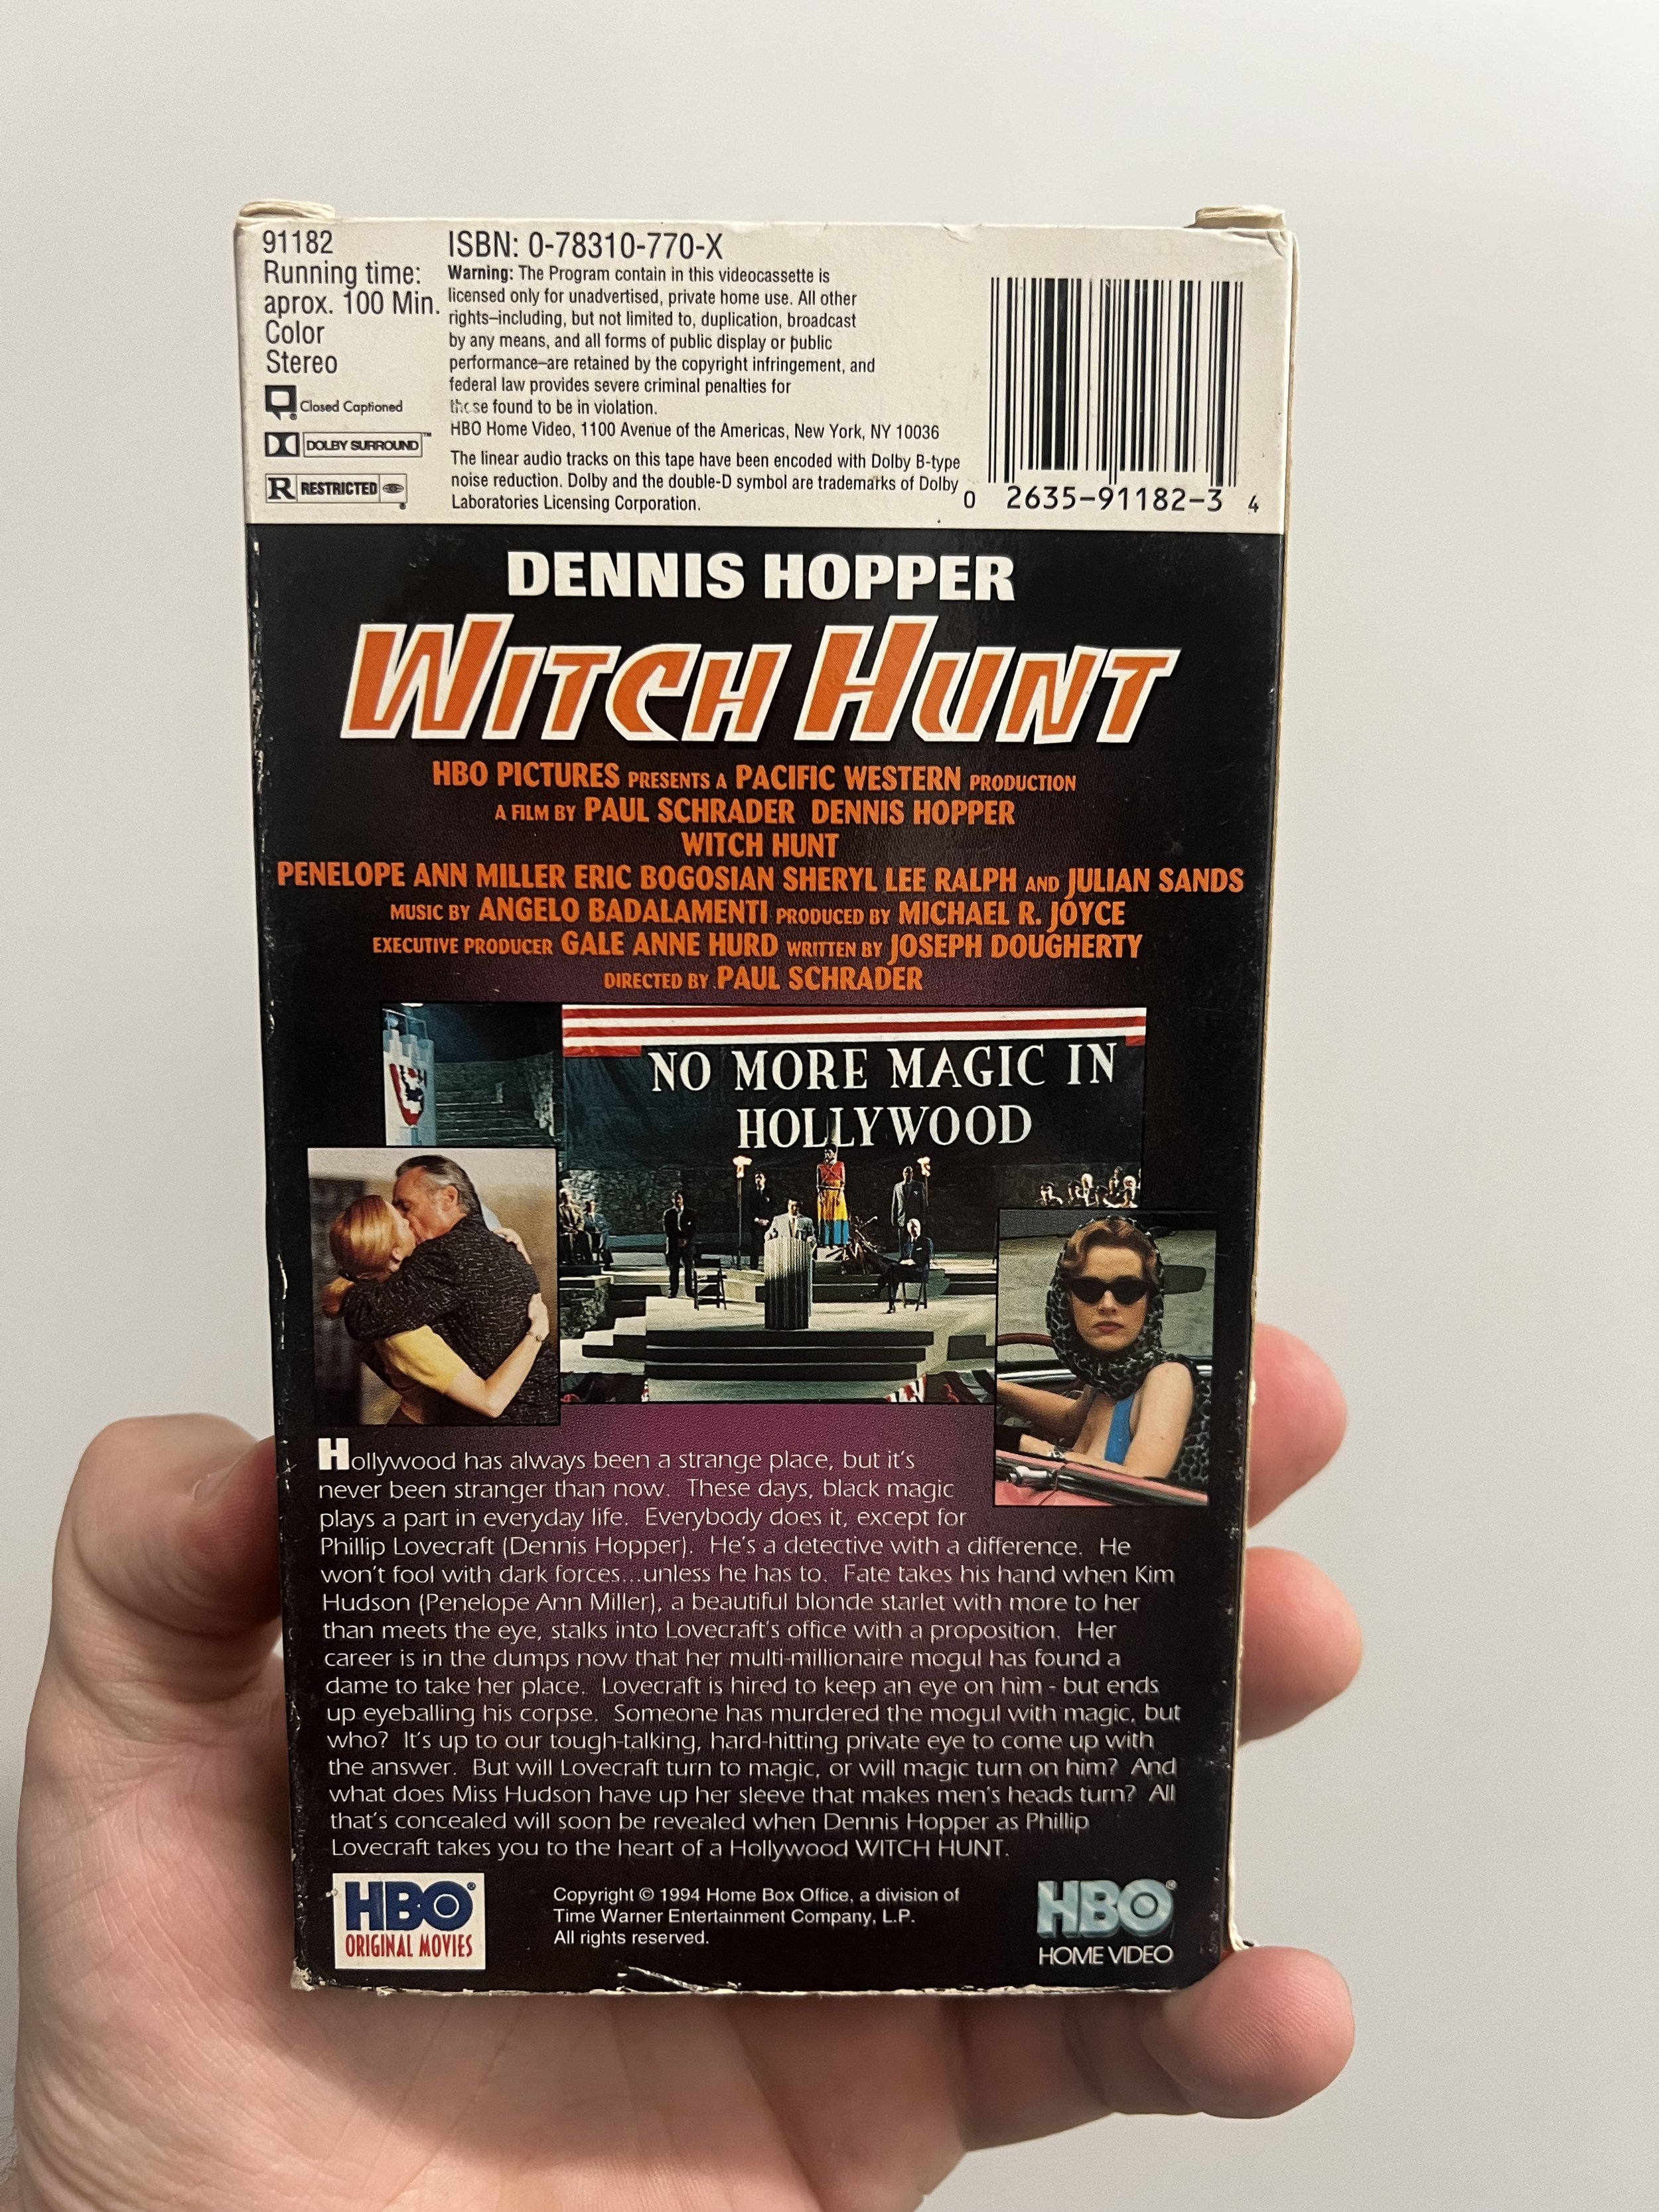 91182
Running time:
aprox. 100 Min.
Color
Stereo
Closed Captioned
DOLBY SURROUND™
R RESTRICTED ®
ISBN: 0-78310-770-X
Warning: The Program contain in this videocassette is
licensed only for unadvertised, private home use. All other
rights–including, but not limited to, duplication, broadcast
by any means, and all forms of public display or public
performance–are retained by the copyright infringement, and
federal law provides severe criminal penalties for
those found to be in violation.
HBO Home Video, 1100 Avenue of the Americas, New York, NY 10036
The linear audio tracks on this tape have been encoded with Dolby B-type
noise reduction. Dolby and the double-D symbol are trademarks of Dolby
Laboratories Licensing Corporation.
0 2635-91182-3 4
DENNIS HOPPER
WITCH HUNT
HBO PICTURES PRESENTS A PACIFIC WESTERN PRODUCTION
A FILM BY PAUL SCHRADER DENNIS HOPPER
WITCH HUNT
PENELOPE ANN MILLER ERIC BOGOSIAN SHERYL LEE RALPH AND JULIAN SANDS
MUSIC BY ANGELO BADALAMENTI PRODUCED BY MICHAEL R. JOYCE
EXECUTIVE PRODUCER GALE ANNE HURD WRITTEN BY JOSEPH DOUGHERTY
DIRECTED BY PAUL SCHRADER
NO MORE MAGIC IN
HOLLYWOOD
Hollywood has always been a strange place, but it's
never been stranger than now. These days, black magic
plays a part in everyday life. Everybody does it, except for
Phillip Lovecraft (Dennis Hopper). He's a detective with a difference. He
won't fool with dark forces...unless he has to. Fate takes his hand when Kim
Hudson (Penelope Ann Miller), a beautiful blonde starlet with more to her
than meets the eye, stalks into Lovecraft's office with a proposition. Her
career is in the dumps now that her multi-millionaire mogul has found a
dame to take her place. Lovecraft is hired to keep an eye on him - but ends
up eyeballing his corpse. Someone has murdered the mogul with magic, but
who? It's up to our tough-talking, hard-hitting private eye to come up with
the answer. But will Lovecraft turn to magic, or will magic turn on him? And
what does Miss Hudson have up her sleeve that makes men's heads turn? All
that's concealed will soon be revealed when Dennis Hopper as Phillip
Lovecraft takes you to the heart of a Hollywood WITCH HUNT.
HBO®
ORIGINAL MOVIES
Copyright © 1994 Home Box Office, a division of
Time Warner Entertainment Company, L.P.
All rights reserved.
HBO®
HOME VIDEO